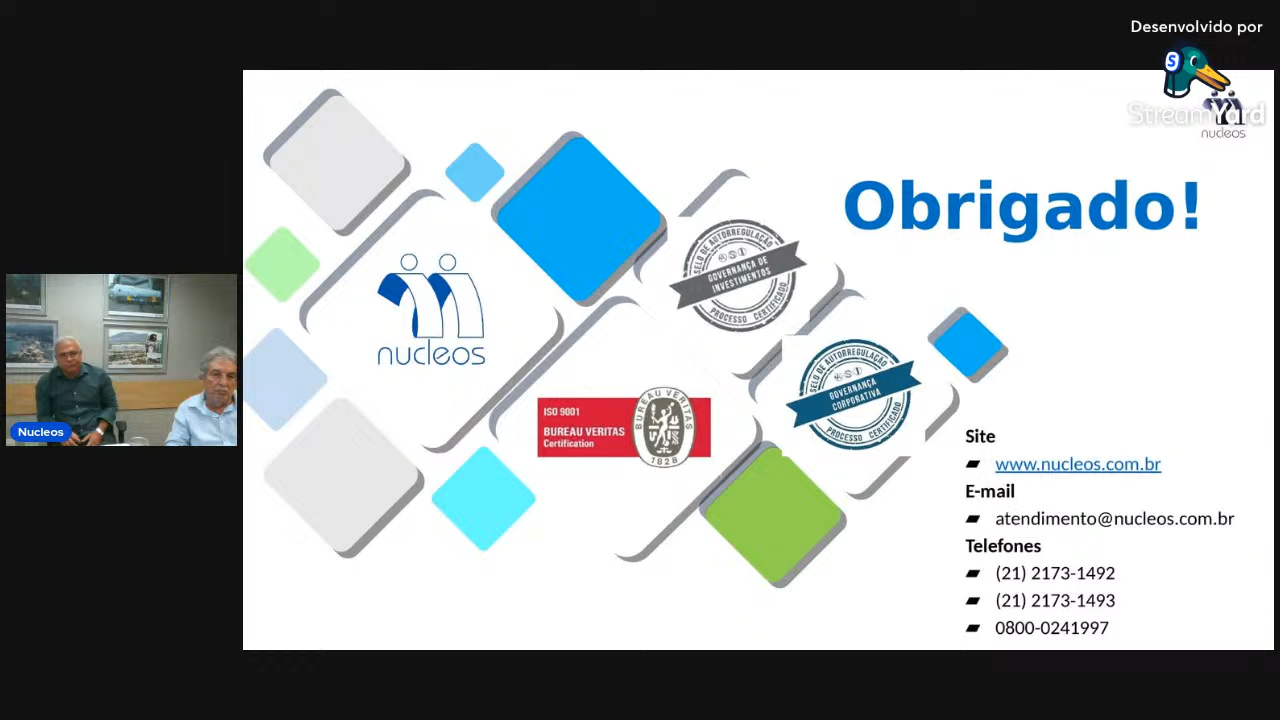 Desenvolvido por
StreamYard
nucleos
Obrigado!
SELO DE AUTORREGULAÇÃO
GOVERNANÇA DE
INVESTIMENTOS
PROCESSO CERTIFICADO
nucleos
SELO DE AUTORREGULAÇÃO
GOVERNANÇA
CORPORATIVA
PROCESSO CERTIFICADO
ISO 9001
BUREAU VERITAS
Certification
BUREAU VERITAS
1828
Nucleos
Site
www.nucleos.com.br
E-mail
atendimento@nucleos.com.br
Telefones
(21) 2173-1492
(21) 2173-1493
0800-0241997